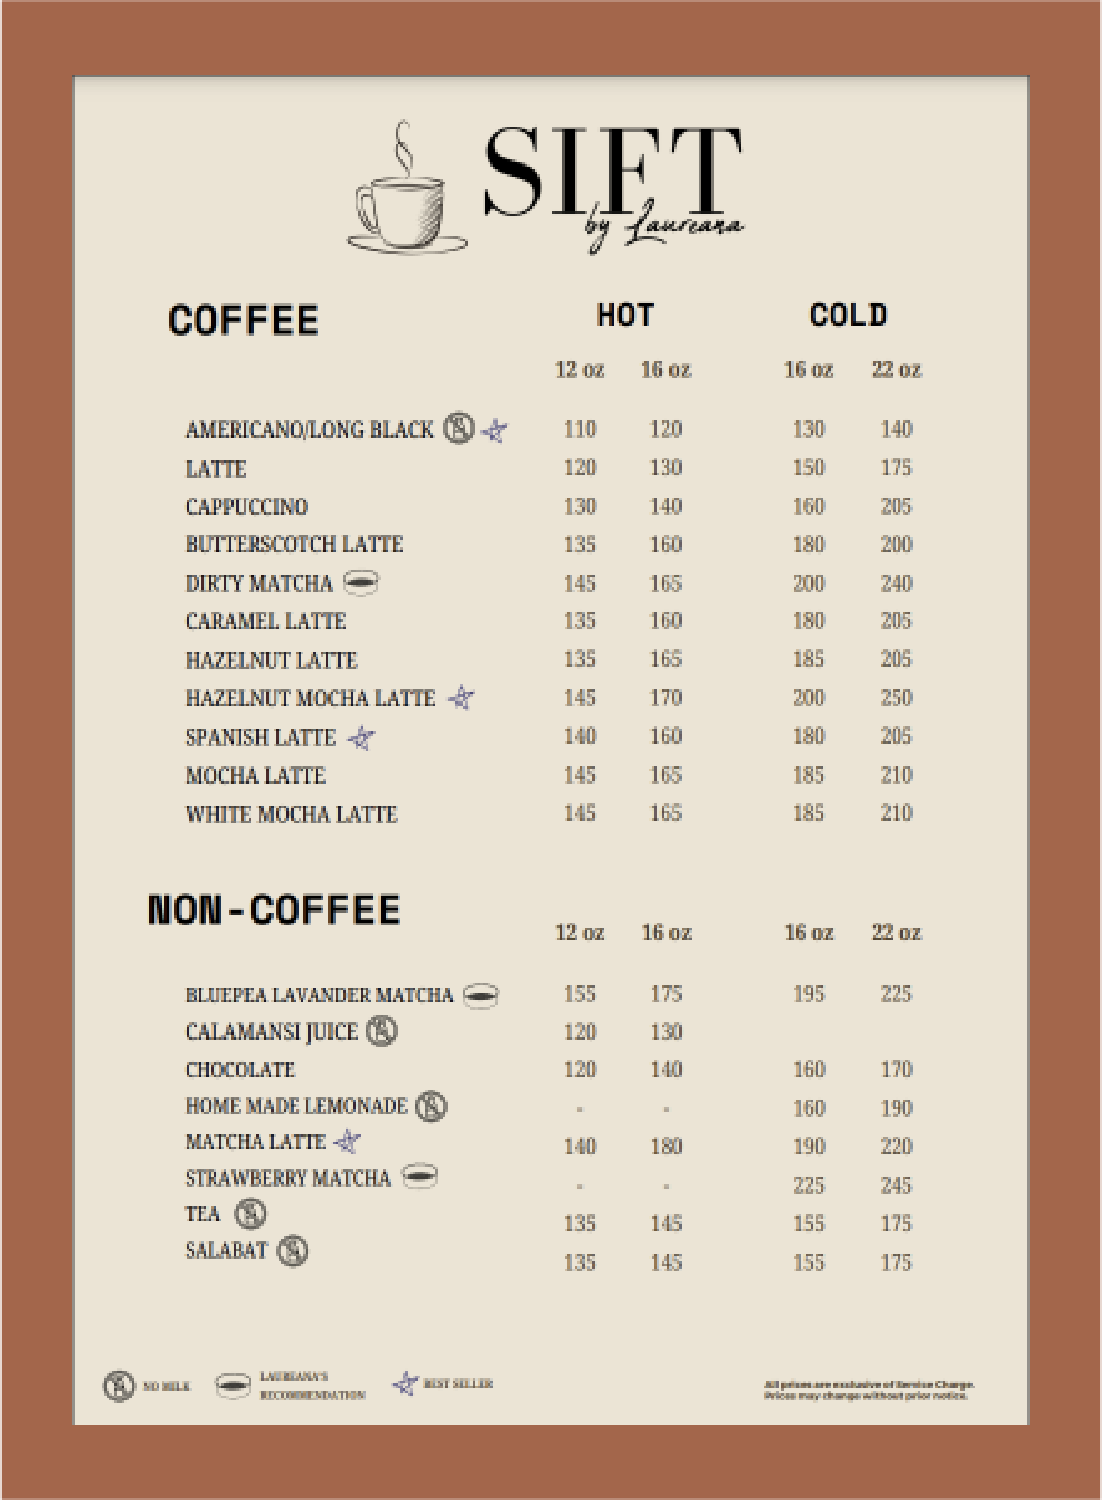 SIFT
by Laureana
COFFEE HOT COLD
12 oz 16 oz 16 oz 22 oz
AMERICANO/LONG BLACK 110 120 130 140
LATTE 120 130 150 175
CAPPUCCINO 130 140 160 205
BUTTERSCOTCH LATTE 135 160 180 200
DIRTY MATCHA 145 165 200 240
CARAMEL LATTE 135 160 180 205
HAZELNUT LATTE 135 165 185 205
HAZELNUT MOCHA LATTE 145 170 200 250
SPANISH LATTE 140 160 180 205
MOCHA LATTE 145 165 185 210
WHITE MOCHA LATTE 145 165 185 210
NON-COFFEE
12 oz 16 oz 16 oz 22 oz
BLUEPEA LAVANDER MATCHA 155 175 195 225
CALAMANSI JUICE 120 130
CHOCOLATE 120 140 160 170
HOME MADE LEMONADE - - 160 190
MATCHA LATTE 140 180 190 220
STRAWBERRY MATCHA - - 225 245
TEA 135 145 155 175
SALABAT 135 145 155 175
NO MILK
LAUREANA'S
RECOMMENDATION
BEST SELLER
All prices are exclusive of Service Charge.
Prices may change without prior notice.